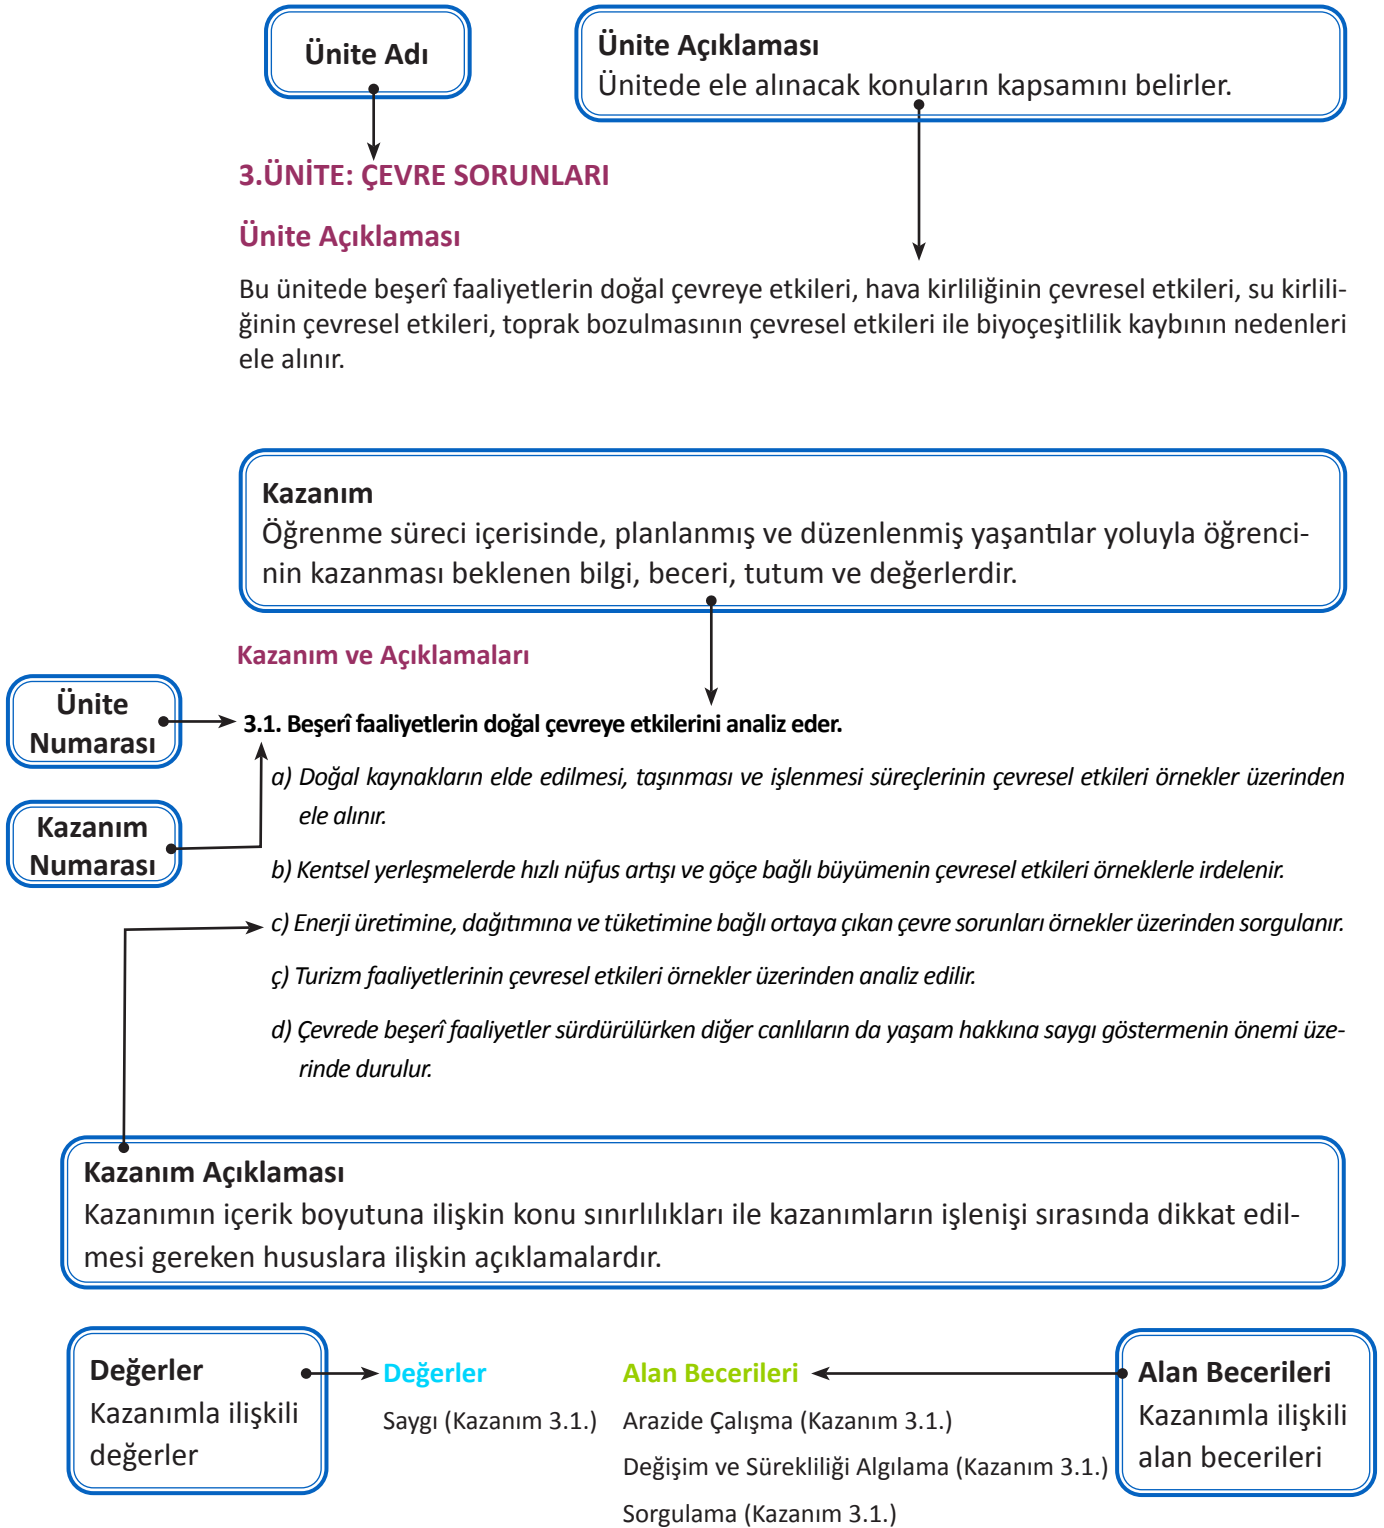 Ünite Adı
Ünite Açıklaması
Ünitede ele alınacak konuların kapsamını belirler.
3.ÜNİTE: ÇEVRE SORUNLARI
Ünite Açıklaması
Bu ünitede beşerî faaliyetlerin doğal çevreye etkileri, hava kirliliğinin çevresel etkileri, su kirlili-
ğinin çevresel etkileri, toprak bozulmasının çevresel etkileri ile biyoçeşitlilik kaybının nedenleri
ele alınır.
Kazanım
Öğrenme süreci içerisinde, planlanmış ve düzenlenmiş yaşantılar yoluyla öğrenci-
nin kazanması beklenen bilgi, beceri, tutum ve değerlerdir.
Kazanım ve Açıklamaları
Ünite
Numarası
3.1. Beşerî faaliyetlerin doğal çevreye etkilerini analiz eder.
a) Doğal kaynakların elde edilmesi, taşınması ve işlenmesi süreçlerinin çevresel etkileri örnekler üzerinden
ele alınır.
Kazanım
Numarası
b) Kentsel yerleşmelerde hızlı nüfus artışı ve göçe bağlı büyümenin çevresel etkileri örneklerle irdelenir.
c) Enerji üretimine, dağıtımına ve tüketimine bağlı ortaya çıkan çevre sorunları örnekler üzerinden sorgulanır.
ç) Turizm faaliyetlerinin çevresel etkileri örnekler üzerinden analiz edilir.
d) Çevrede beşerî faaliyetler sürdürülürken diğer canlıların da yaşam hakkına saygı göstermenin önemi üze-
rinde durulur.
Kazanım Açıklaması
Kazanımın içerik boyutuna ilişkin konu sınırlılıkları ile kazanımların işlenişi sırasında dikkat edil-
mesi gereken hususlara ilişkin açıklamalardır.
Değerler
Kazanımla ilişkili
değerler
Değerler
Saygı (Kazanım 3.1.)
Alan Becerileri
Arazide Çalışma (Kazanım 3.1.)
Değişim ve Sürekliliği Algılama (Kazanım 3.1.)
Sorgulama (Kazanım 3.1.)
Alan Becerileri
Kazanımla ilişkili
alan becerileri